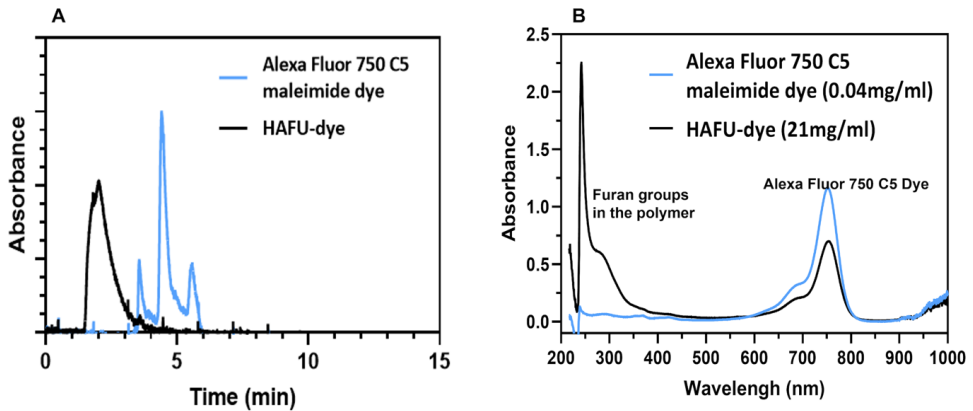 A
Absorbance
Alexa Fluor 750 C5
maleimide dye
HAFU-dye
0
5
10
15
Time (min)
B
Absorbance
2.5
2.0
1.5
1.0
0.5
0.0
Alexa Fluor 750 C5
maleimide dye (0.04mg/ml)
HAFU-dye (21mg/ml)
Furan groups
in the polymer
Alexa Fluor 750 C5 Dye
200 300 400 500 600 700 800 900 1000
Wavelengh (nm)